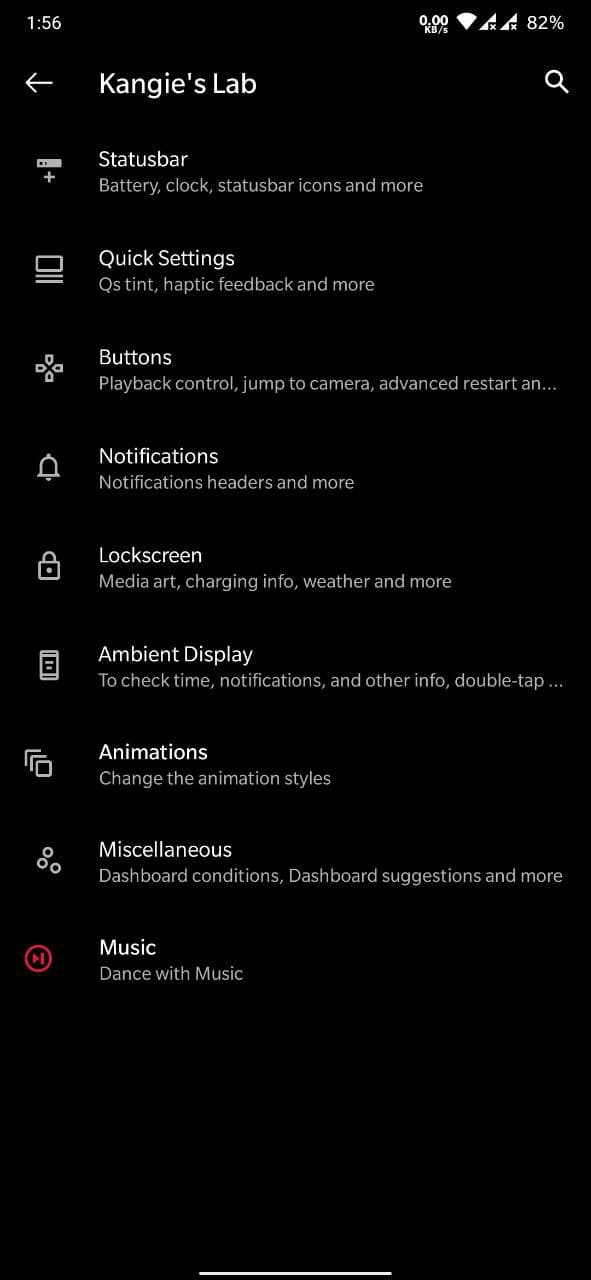 1:56
0.00
KB/s
82%
Kangie's Lab
Statusbar
Battery, clock, statusbar icons and more
Quick Settings
Qs tint, haptic feedback and more
Buttons
Playback control, jump to camera, advanced restart an...
Notifications
Notifications headers and more
Lockscreen
Media art, charging info, weather and more
Ambient Display
To check time, notifications, and other info, double-tap ...
Animations
Change the animation styles
Miscellaneous
Dashboard conditions, Dashboard suggestions and more
Music
Dance with Music